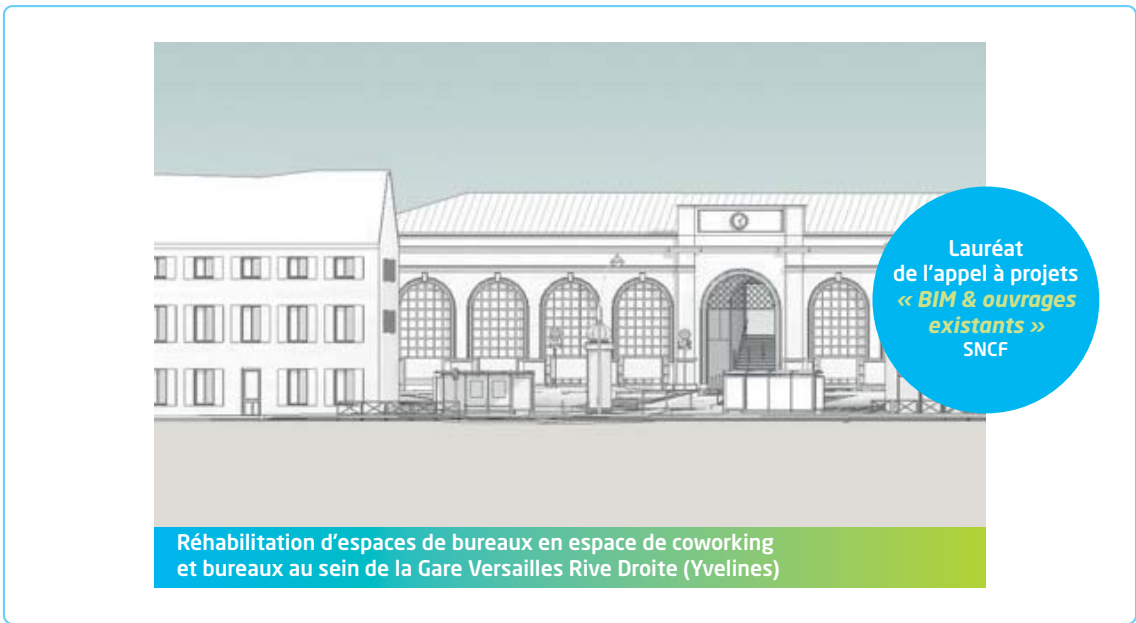 Lauréat
de l'appel à projets
« BIM & ouvrages
existants »
SNCF
Réhabilitation d'espaces de bureaux en espace de coworking
et bureaux au sein de la Gare Versailles Rive Droite (Yvelines)